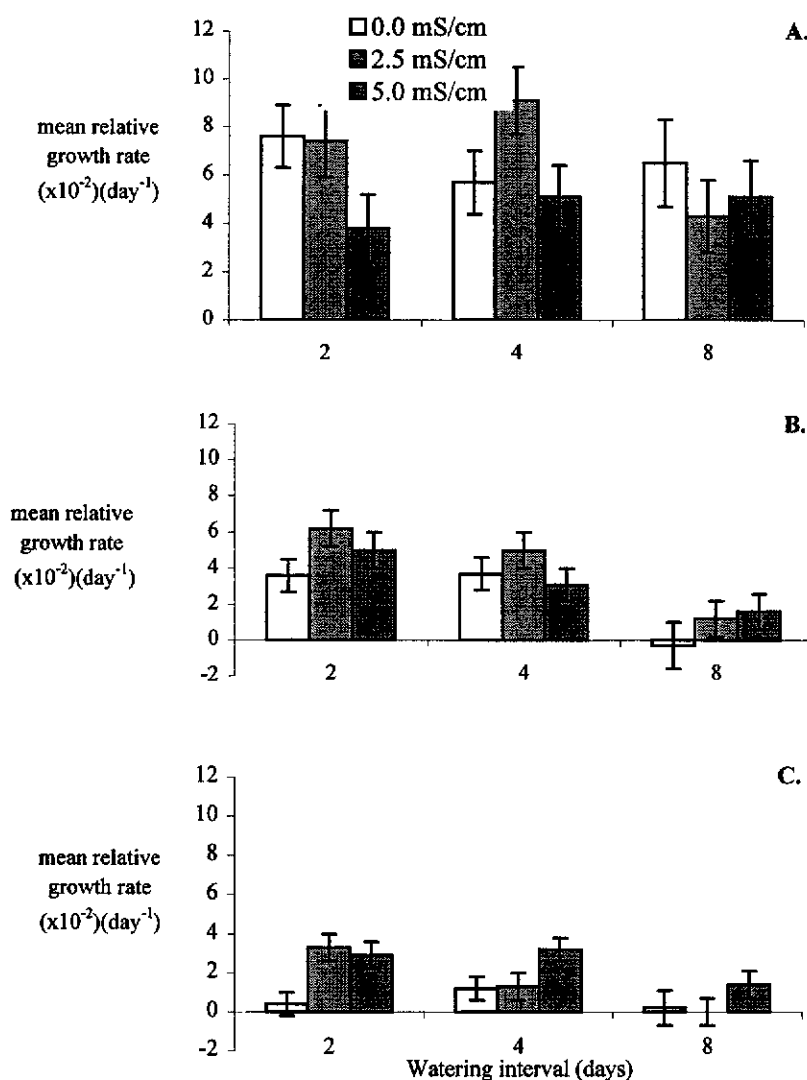 A.
0.0 mS/cm
2.5 mS/cm
5.0 mS/cm
mean relative
growth rate
(x10⁻²)(day⁻¹)
12
10
8
6
4
2
0
2 4 8
B.
mean relative
growth rate
(x10⁻²)(day⁻¹)
12
10
8
6
4
2
0
-2
2 4 8
C.
mean relative
growth rate
(x10⁻²)(day⁻¹)
12
10
8
6
4
2
0
-2
2 4 8
Watering interval (days)